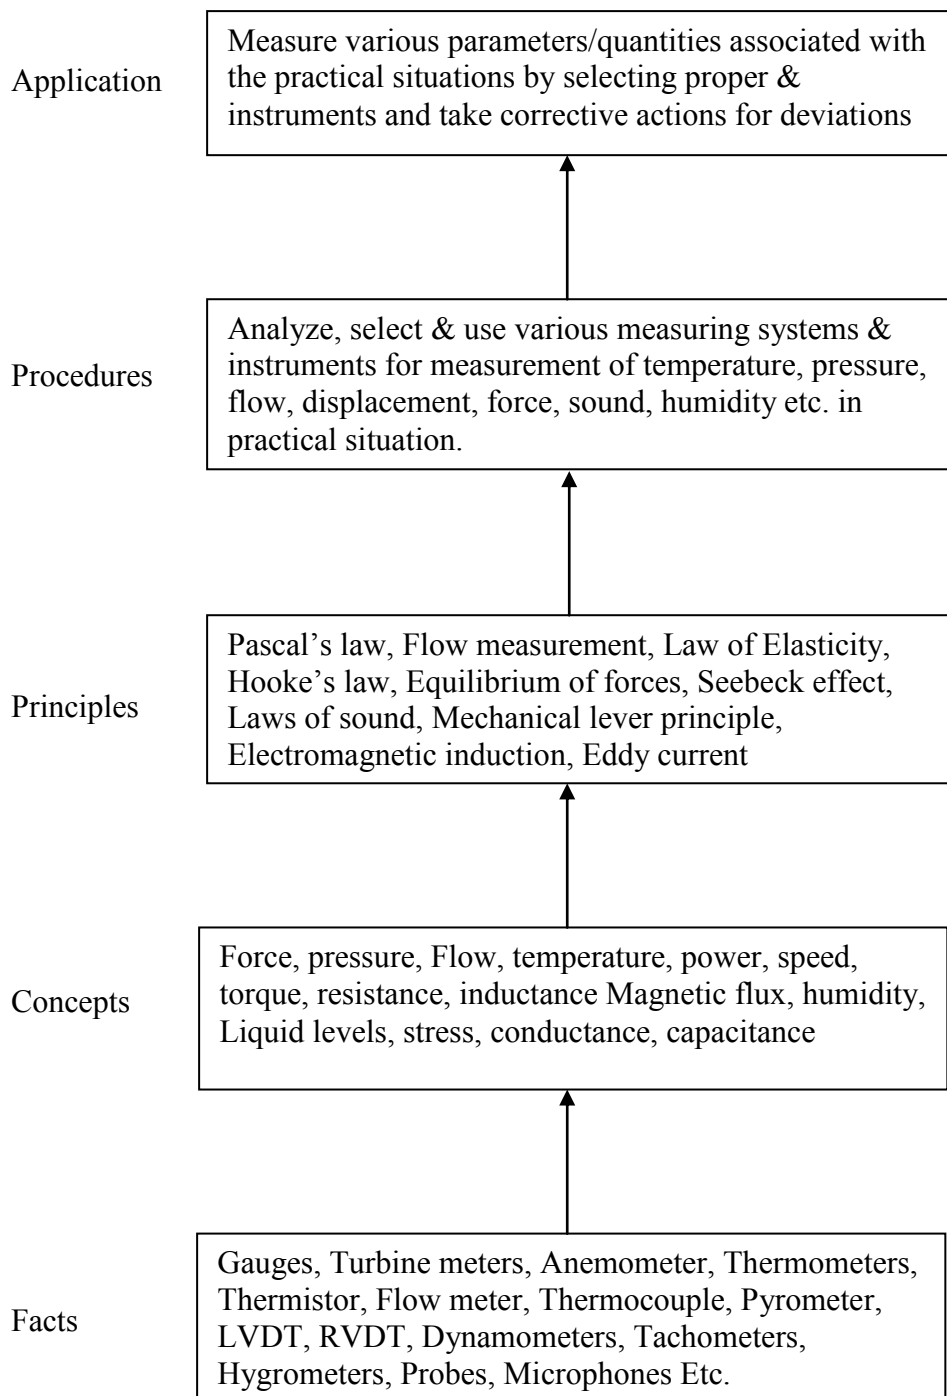 Application
Measure various parameters/quantities associated with
the practical situations by selecting proper &
instruments and take corrective actions for deviations
Procedures
Analyze, select & use various measuring systems &
instruments for measurement of temperature, pressure,
flow, displacement, force, sound, humidity etc. in
practical situation.
Principles
Pascal’s law, Flow measurement, Law of Elasticity,
Hooke’s law, Equilibrium of forces, Seebeck effect,
Laws of sound, Mechanical lever principle,
Electromagnetic induction, Eddy current
Concepts
Force, pressure, Flow, temperature, power, speed,
torque, resistance, inductance Magnetic flux, humidity,
Liquid levels, stress, conductance, capacitance
Facts
Gauges, Turbine meters, Anemometer, Thermometers,
Thermistor, Flow meter, Thermocouple, Pyrometer,
LVDT, RVDT, Dynamometers, Tachometers,
Hygrometers, Probes, Microphones Etc.